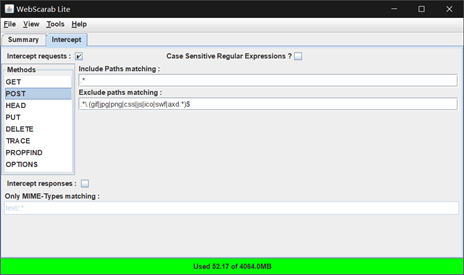 WebScarab Lite
File View Tools Help
Summary Intercept
Intercept requests : Case Sensitive Regular Expressions ?
Methods
GET
POST
HEAD
PUT
DELETE
TRACE
PROPFIND
OPTIONS
Include Paths matching :
.*
Exclude paths matching :
.*\.(gif|jpg|png|css|js|ico|swf|axd.*)$
Intercept responses :
Only MIME-Types matching :
text/.*
Used 52.17 of 4064.0MB